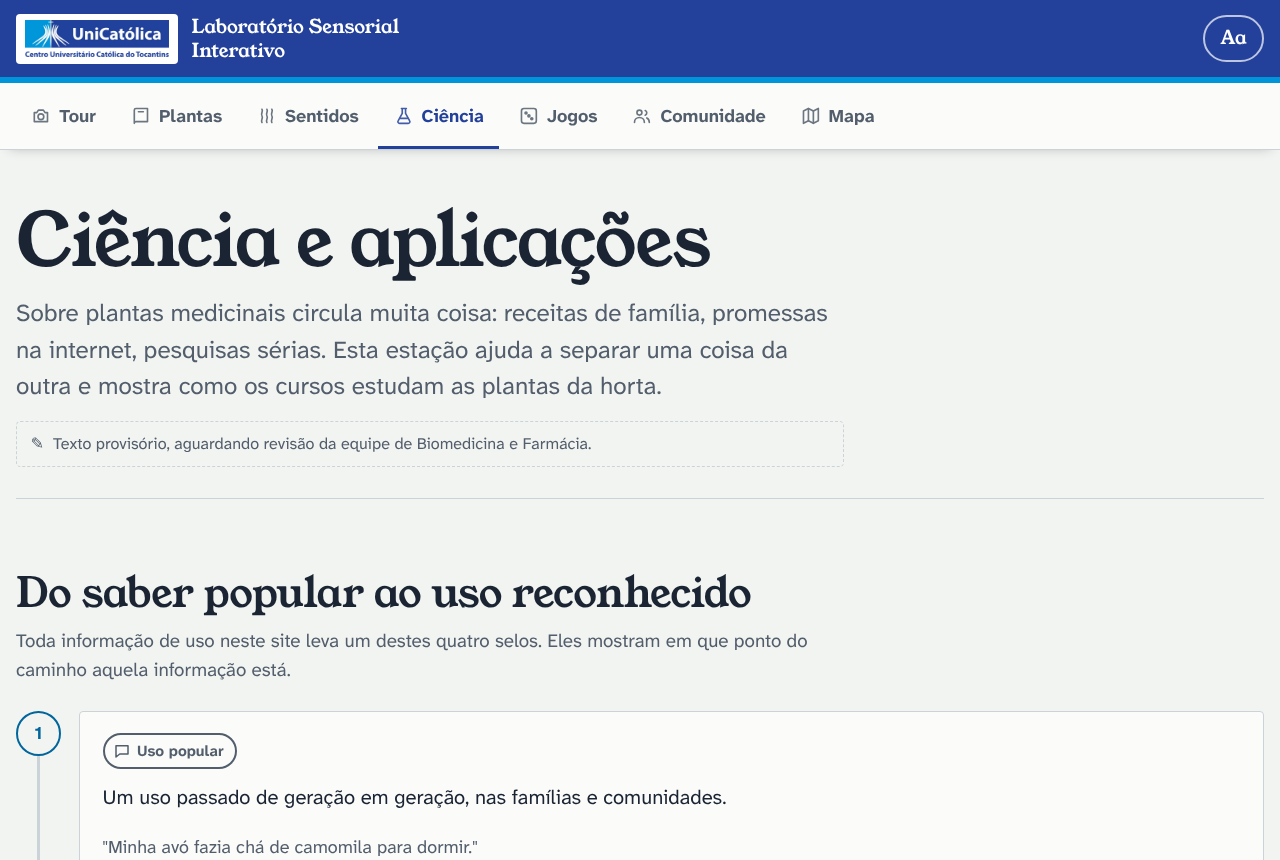 UniCatólica
Centro Universitário Católica do Tocantins
Laboratório Sensorial
Interativo
Aa
Tour
Plantas
Sentidos
Ciência
Jogos
Comunidade
Mapa
Ciência e aplicações
Sobre plantas medicinais circula muita coisa: receitas de família, promessas
na internet, pesquisas sérias. Esta estação ajuda a separar uma coisa da
outra e mostra como os cursos estudam as plantas da horta.
✎ Texto provisório, aguardando revisão da equipe de Biomedicina e Farmácia.
Do saber popular ao uso reconhecido
Toda informação de uso neste site leva um destes quatro selos. Eles mostram em que ponto do
caminho aquela informação está.
1
Uso popular
Um uso passado de geração em geração, nas famílias e comunidades.
"Minha avó fazia chá de camomila para dormir."